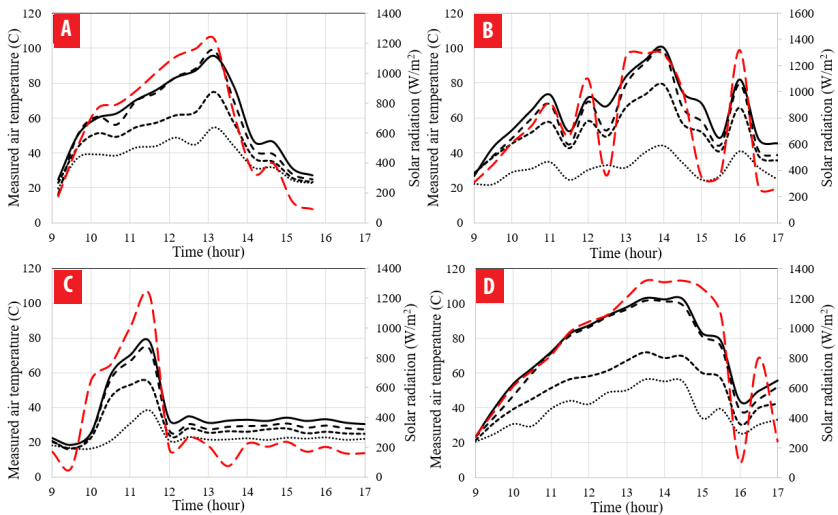 A
120 1400
100 1200
80 1000
60 800
600
40 400
20 200
0 0
9 10 11 12 13 14 15 16 17
Time (hour)
Measured air temperature (C)
Solar radiation (W/m²)
B
120 1600
100 1400
1200
80 1000
60 800
40 600
400
20 200
0 0
9 10 11 12 13 14 15 16 17
Time (hour)
Measured air temperature (C)
Solar radiation (W/m²)
C
120 1400
100 1200
80 1000
60 800
600
40 400
20 200
0 0
9 10 11 12 13 14 15 16 17
Time (hour)
Measured air temperature (C)
Solar radiation (W/m²)
D
120 1400
100 1200
80 1000
60 800
600
40 400
20 200
0 0
9 10 11 12 13 14 15 16 17
Time (hour)
Measured air temperature (C)
Solar radiation (W/m²)